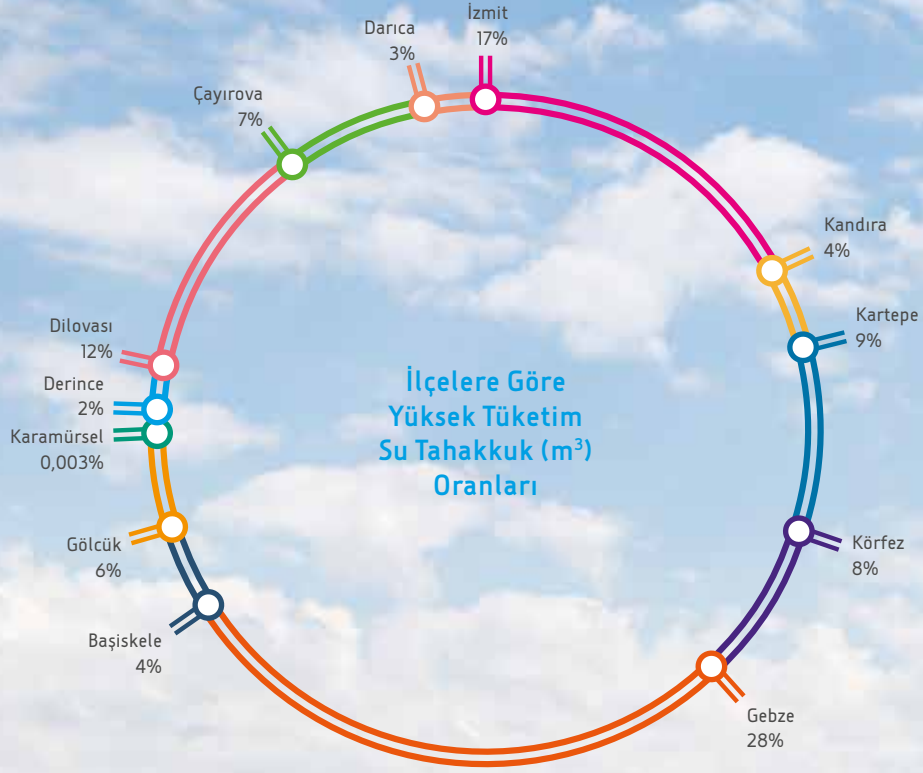 İzmit
17%
Kandıra
4%
Kartepe
9%
Körfez
8%
Gebze
28%
Başiskele
4%
Gölcük
6%
Karamürsel
0,003%
Derince
2%
Dilovası
12%
Çayırova
7%
Darıca
3%
İlçelere Göre
Yüksek Tüketim
Su Tahakkuk (m³)
Oranları